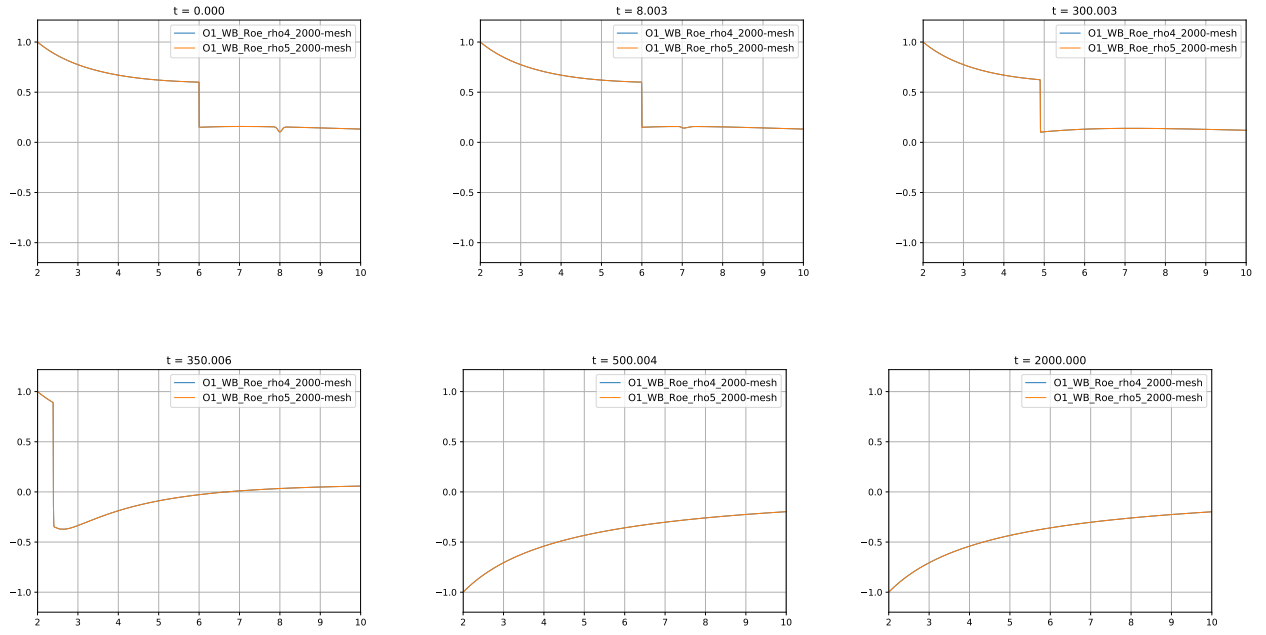 t = 0.000
1.0
0.5
0.0
−0.5
−1.0
O1_WB_Roe_rho4_2000-mesh
O1_WB_Roe_rho5_2000-mesh
2 3 4 5 6 7 8 9 10
t = 8.003
1.0
0.5
0.0
−0.5
−1.0
O1_WB_Roe_rho4_2000-mesh
O1_WB_Roe_rho5_2000-mesh
2 3 4 5 6 7 8 9 10
t = 300.003
1.0
0.5
0.0
−0.5
−1.0
O1_WB_Roe_rho4_2000-mesh
O1_WB_Roe_rho5_2000-mesh
2 3 4 5 6 7 8 9 10
t = 350.006
1.0
0.5
0.0
−0.5
−1.0
O1_WB_Roe_rho4_2000-mesh
O1_WB_Roe_rho5_2000-mesh
2 3 4 5 6 7 8 9 10
t = 500.004
1.0
0.5
0.0
−0.5
−1.0
O1_WB_Roe_rho4_2000-mesh
O1_WB_Roe_rho5_2000-mesh
2 3 4 5 6 7 8 9 10
t = 2000.000
1.0
0.5
0.0
−0.5
−1.0
O1_WB_Roe_rho4_2000-mesh
O1_WB_Roe_rho5_2000-mesh
2 3 4 5 6 7 8 9 10